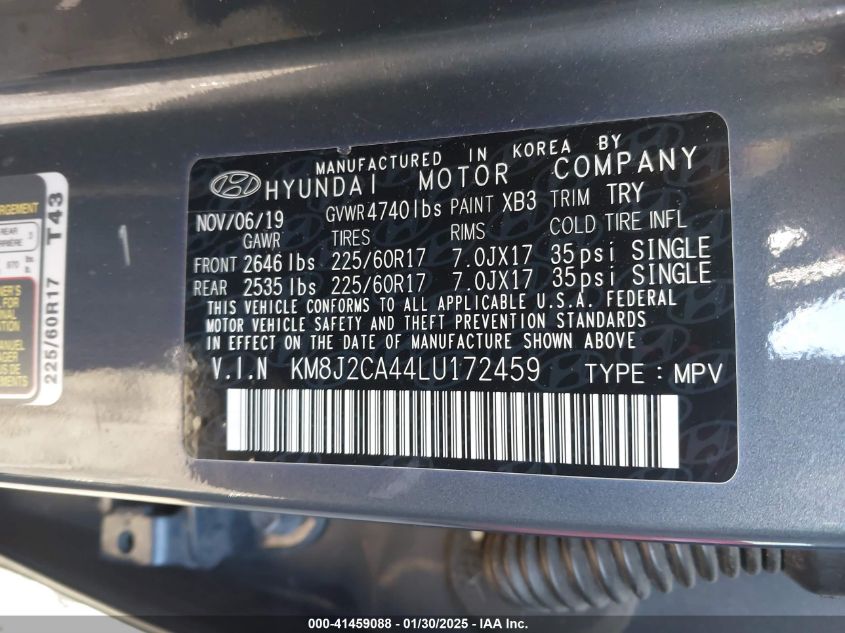 MANUFACTURED IN KOREA BY
HYUNDAI MOTOR COMPANY
NOV/06/19 GVWR 4740lbs PAINT XB3 TRIM TRY
GAWR TIRES RIMS COLD TIRE INFL
FRONT 2646 lbs 225/60R17 7.0JX17 35psi SINGLE
REAR 2535 lbs 225/60R17 7.0JX17 35psi SINGLE
THIS VEHICLE CONFORMS TO ALL APPLICABLE U.S.A. FEDERAL
MOTOR VEHICLE SAFETY AND THEFT PREVENTION STANDARDS
IN EFFECT ON THE DATE OF MANUFACTURE SHOWN ABOVE
V.I.N KM8J2CA44LU172459 TYPE : MPV
REAR
225/60R17 T43
000-41459088 - 01/30/2025 - IAA Inc.